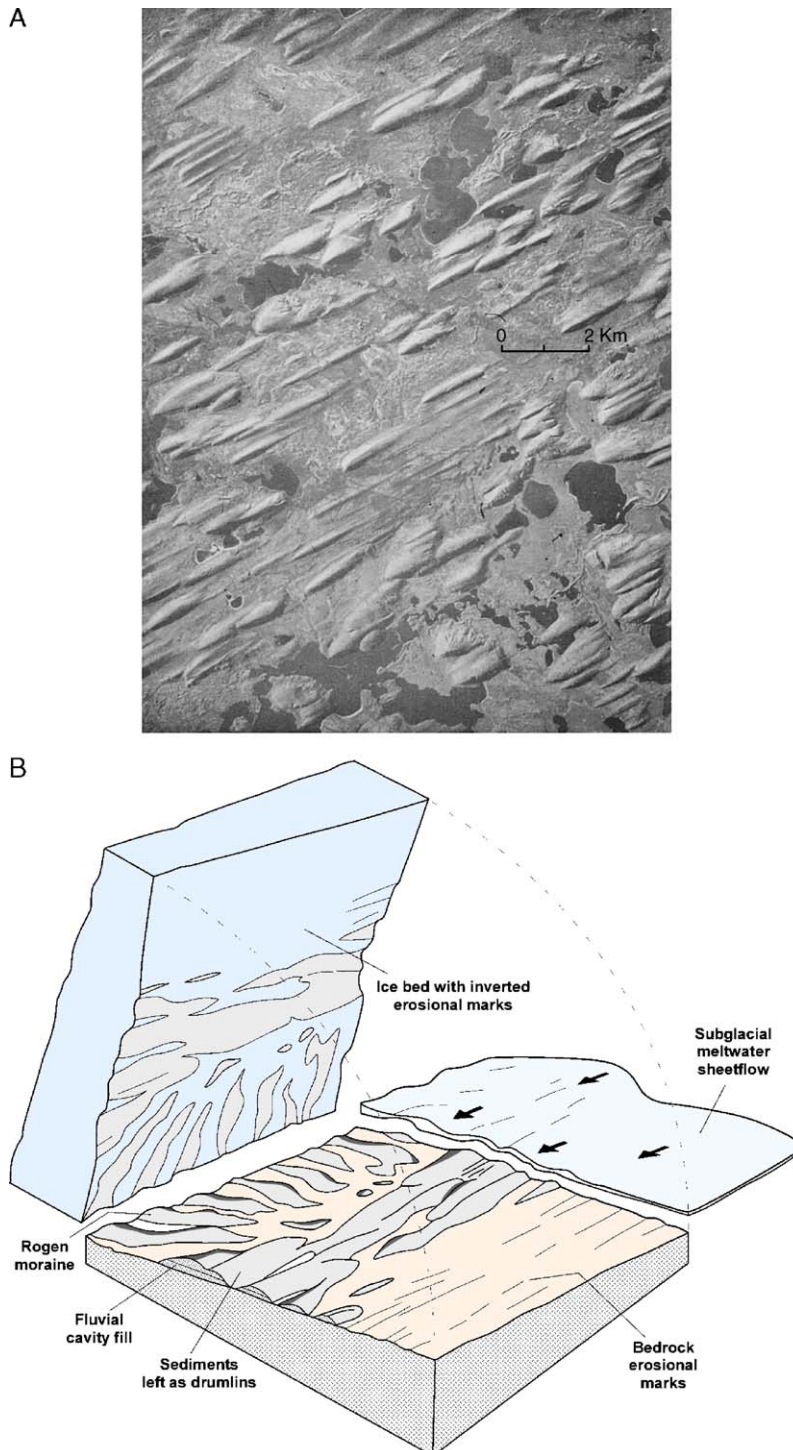 A
0 2 Km
B
Ice bed with inverted
erosional marks
Subglacial
meltwater
sheetflow
Rogen
moraine
Fluvial
cavity fill
Sediments
left as drumlins
Bedrock
erosional
marks